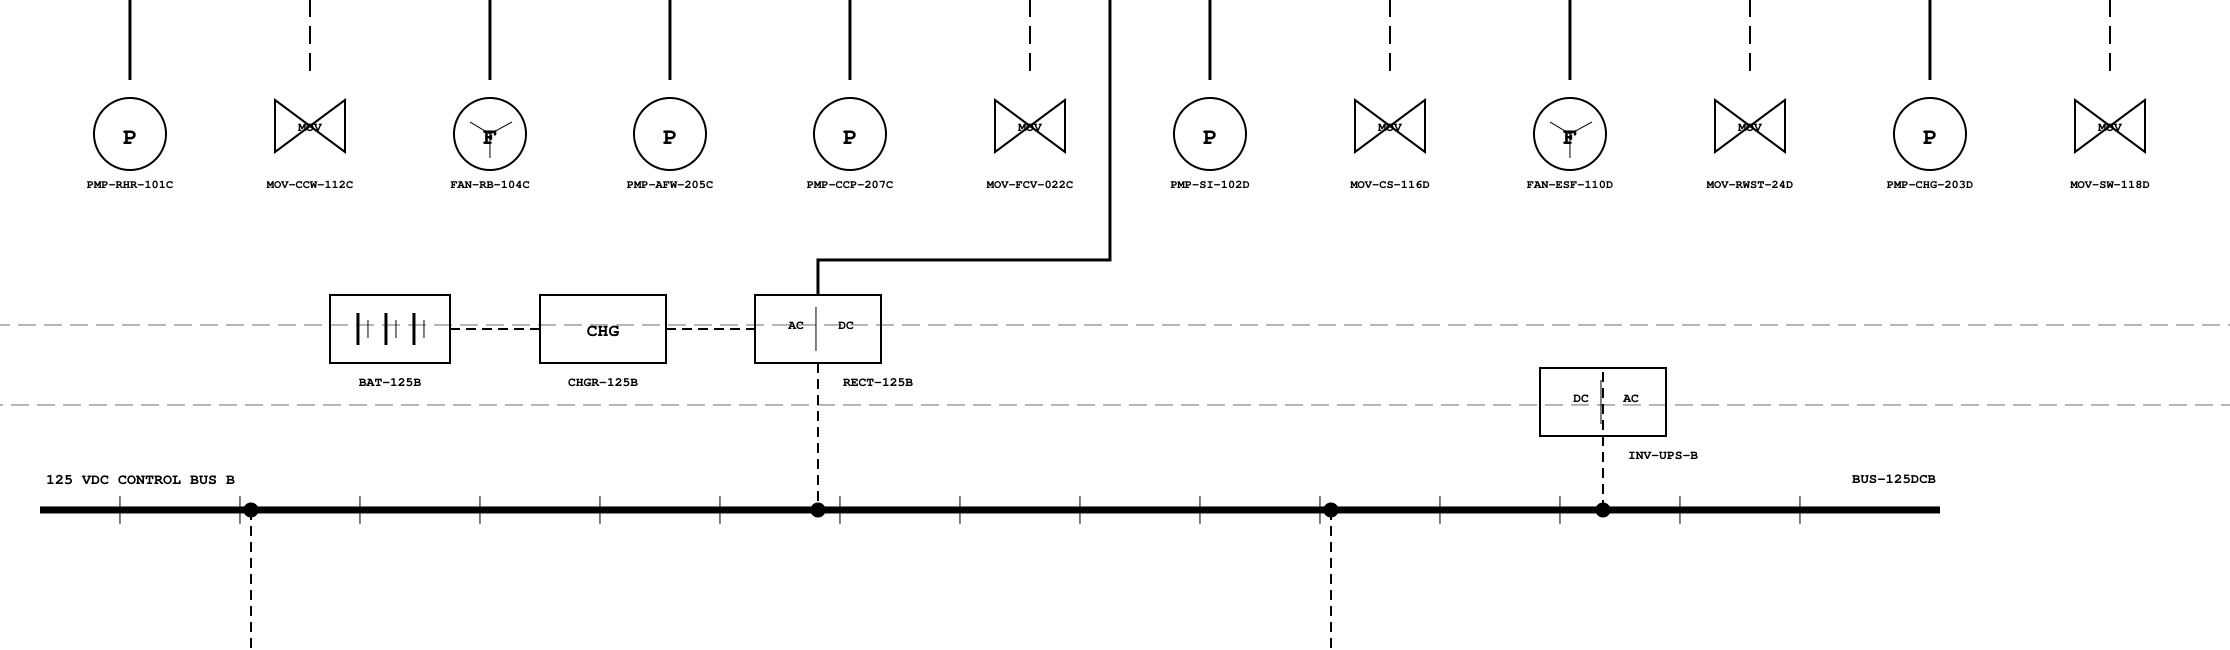 P
MOV
F
P
P
MOV
P
MOV
F
MOV
P
MOV
PMP-RHR-101C
MOV-CCW-112C
FAN-RB-104C
PMP-AFW-205C
PMP-CCP-207C
MOV-FCV-022C
PMP-SI-102D
MOV-CS-116D
FAN-ESF-110D
MOV-RWST-24D
PMP-CHG-203D
MOV-SW-118D
CHG
AC
DC
BAT-125B
CHGR-125B
RECT-125B
DC
AC
INV-UPS-B
125 VDC CONTROL BUS B
BUS-125DCB